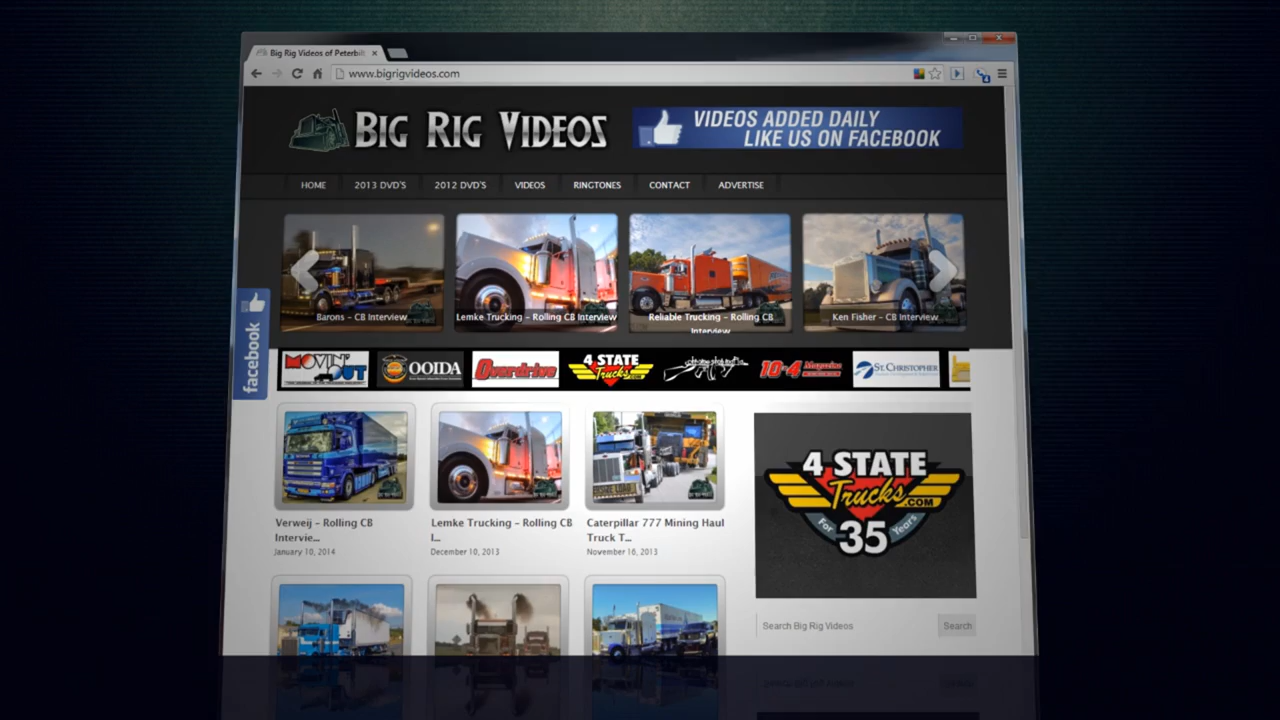 Big Rig Videos of Peterbilt
www.bigrigvideos.com
BIG RIG VIDEOS
VIDEOS ADDED DAILY
LIKE US ON FACEBOOK
HOME 2013 DVD'S 2012 DVD'S VIDEOS RINGTONES CONTACT ADVERTISE
Barons - CB Interview
Lemke Trucking - Rolling CB Interview
Reliable Trucking - Rolling CB
Interview
Ken Fisher - CB Interview
facebook
MOVIN' OUT
OOIDA
Overdrive
4 STATE Trucks.COM
10-4 Magazine
ST. CHRISTOPHER
Verweij - Rolling CB
Intervie...
January 10, 2014
Lemke Trucking - Rolling CB
I...
December 10, 2013
Caterpillar 777 Mining Haul
Truck T...
November 16, 2013
4 STATE
Trucks.COM
For 35 Years
Search Big Rig Videos
Search